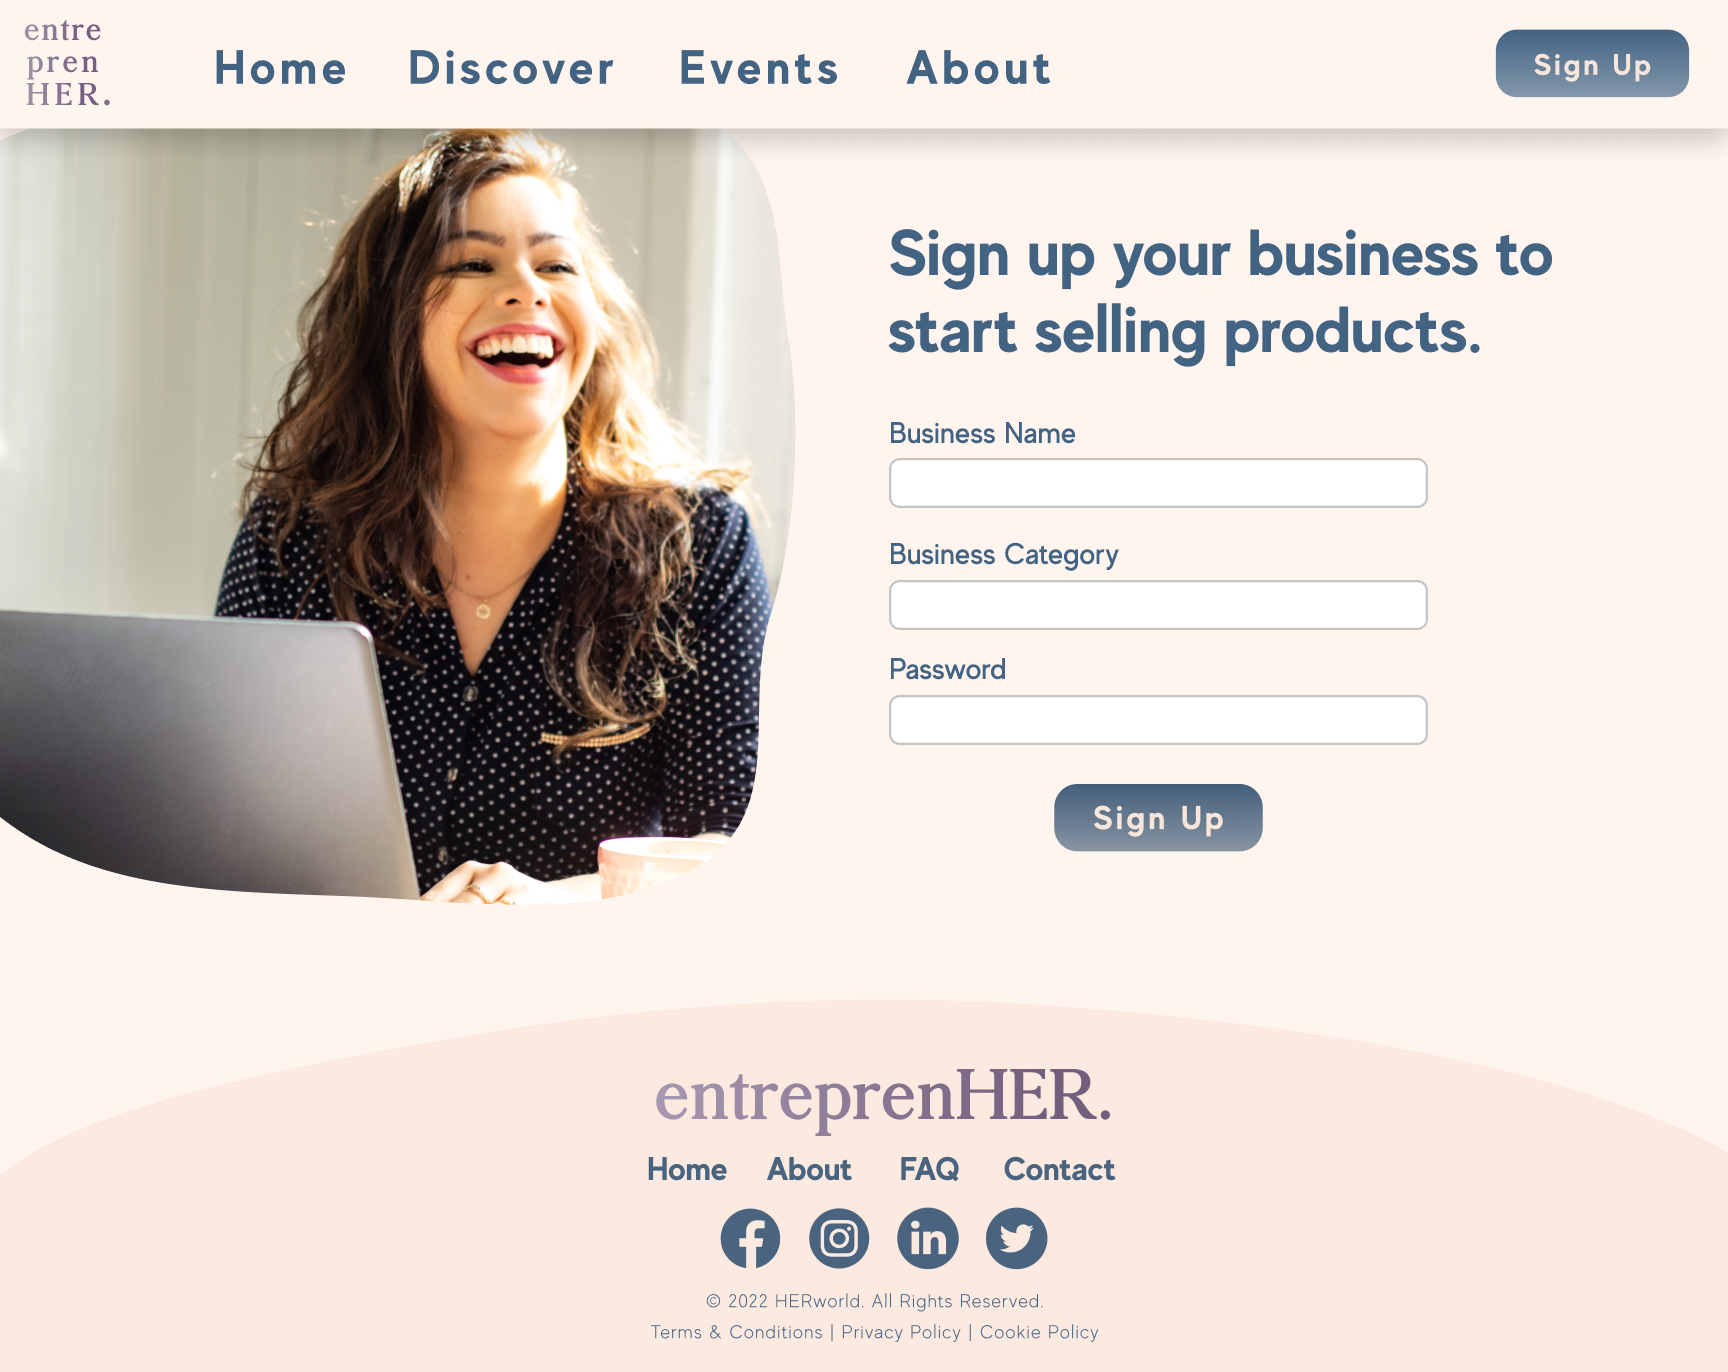 entre
pren
HER.
Home Discover Events About
Sign Up
Sign up your business to
start selling products.
Business Name
Business Category
Password
Sign Up
entreprenHER.
Home About FAQ Contact
© 2022 HERworld. All Rights Reserved.
Terms & Conditions | Privacy Policy | Cookie Policy